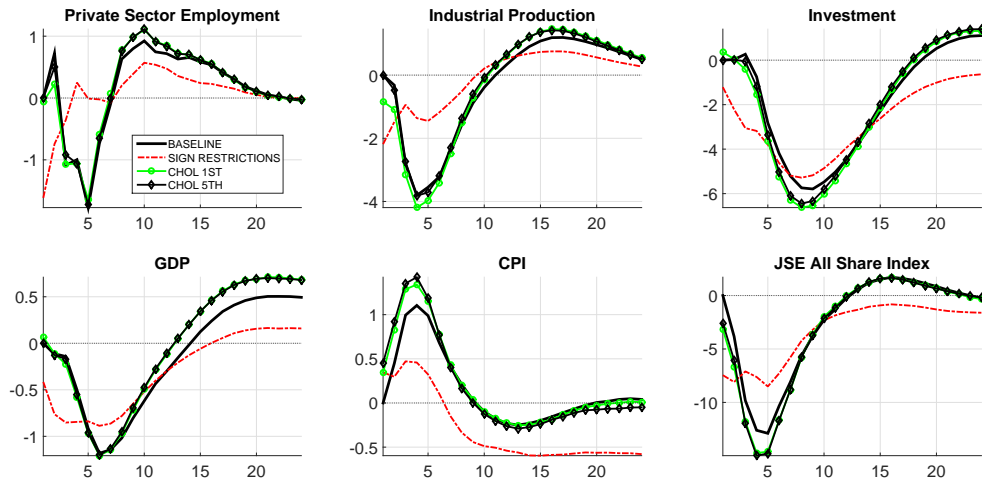 Private Sector Employment
1
0
-1
5 10 15 20
BASELINE
SIGN RESTRICTIONS
CHOL 1ST
CHOL 5TH
Industrial Production
0
-2
-4
5 10 15 20
Investment
0
-2
-4
-6
5 10 15 20
GDP
0.5
0
-0.5
-1
5 10 15 20
CPI
1
0.5
0
-0.5
5 10 15 20
JSE All Share Index
0
-5
-10
5 10 15 20